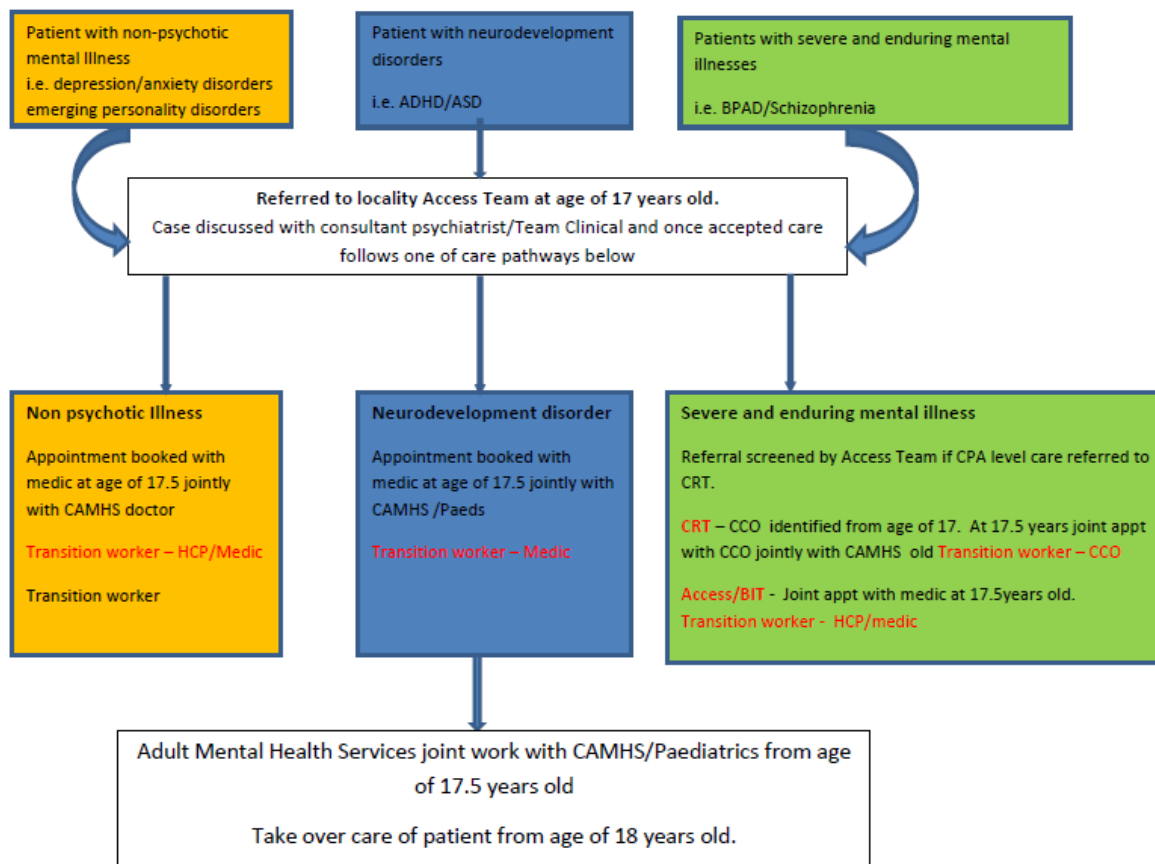 Patient with non-psychotic
mental Illness
i.e. depression/anxiety disorders
emerging personality disorders
Patient with neurodevelopment
disorders
i.e. ADHD/ASD
Patients with severe and enduring mental
illnesses
i.e. BPAD/Schizophrenia
Referred to locality Access Team at age of 17 years old.
Case discussed with consultant psychiatrist/Team Clinical and once accepted care
follows one of care pathways below
Non psychotic Illness
Appointment booked with
medic at age of 17.5 jointly
with CAMHS doctor
Transition worker – HCP/Medic
Transition worker
Neurodevelopment disorder
Appointment booked with
medic at age of 17.5 jointly with
CAMHS /Paeds
Transition worker – Medic
Severe and enduring mental illness
Referral screened by Access Team if CPA level care referred to
CRT.
CRT – CCO identified from age of 17. At 17.5 years joint appt
with CCO jointly with CAMHS old Transition worker – CCO
Access/BIT - Joint appt with medic at 17.5years old.
Transition worker - HCP/medic
Adult Mental Health Services joint work with CAMHS/Paediatrics from age
of 17.5 years old
Take over care of patient from age of 18 years old.